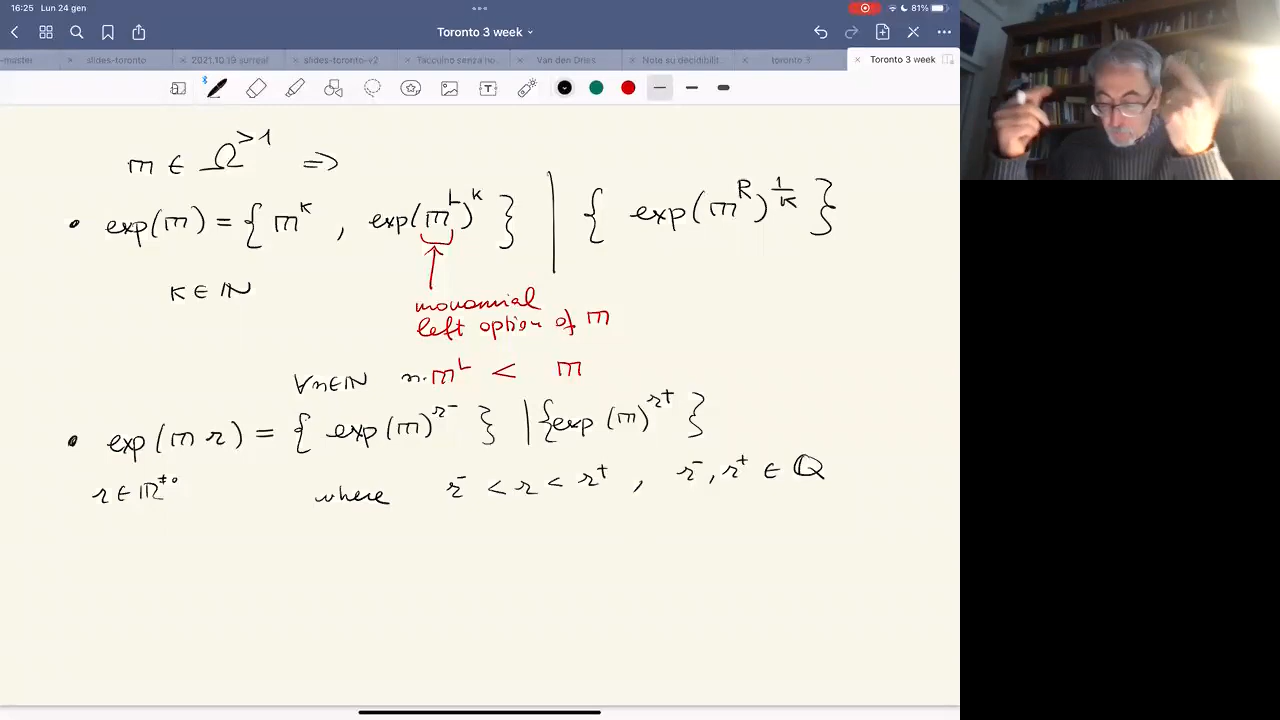 16:25 Lun 24 gen 81%
Toronto 3 week
-master slides-toronto 2021.10.19 surreal slides-toronto-v2 Taccuino senza no... Van den Dries Note su decidibilit... toronto 3 Toronto 3 week
m ∈ Ω^{>1} ⇒
• exp(m) = { m^k , exp(m^L)^k } | { exp(m^R)^{1/k} }
k ∈ ℕ
monomial
left option of m
∀n∈ℕ n·m^L < m
• exp(m r) = { exp(m)^{r^-} } | { exp(m)^{r^+} }
r ∈ ℝ^{≠0} where r^- < r < r^+ , r^-, r^+ ∈ ℚ